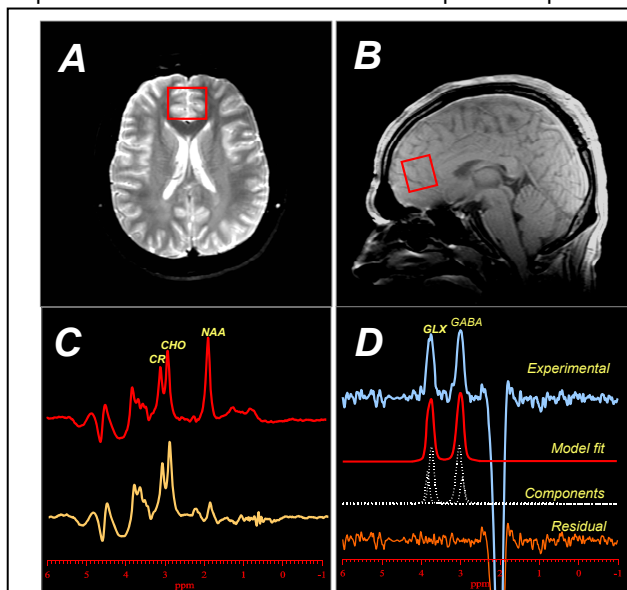 A
B
C
NAA
CHO
CR
6 5 4 3 2 1 0 -1
ppm
D
GLX GABA
Experimental
Model fit
Components
Residual
6 5 4 3 2 1 0 -1
ppm